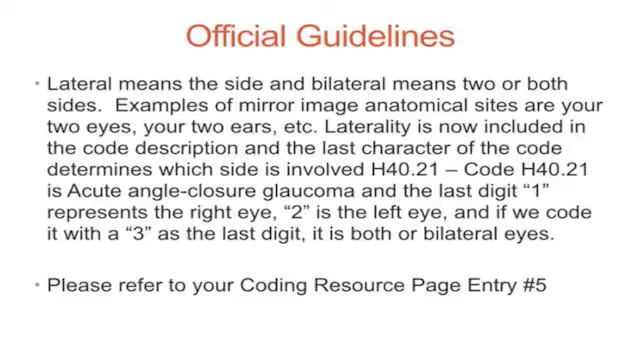 Official Guidelines
• Lateral means the side and bilateral means two or both
sides.  Examples of mirror image anatomical sites are your
two eyes, your two ears, etc. Laterality is now included in
the code description and the last character of the code
determines which side is involved H40.21 – Code H40.21
is Acute angle-closure glaucoma and the last digit “1”
represents the right eye, “2” is the left eye, and if we code
it with a “3” as the last digit, it is both or bilateral eyes.
• Please refer to your Coding Resource Page Entry #5